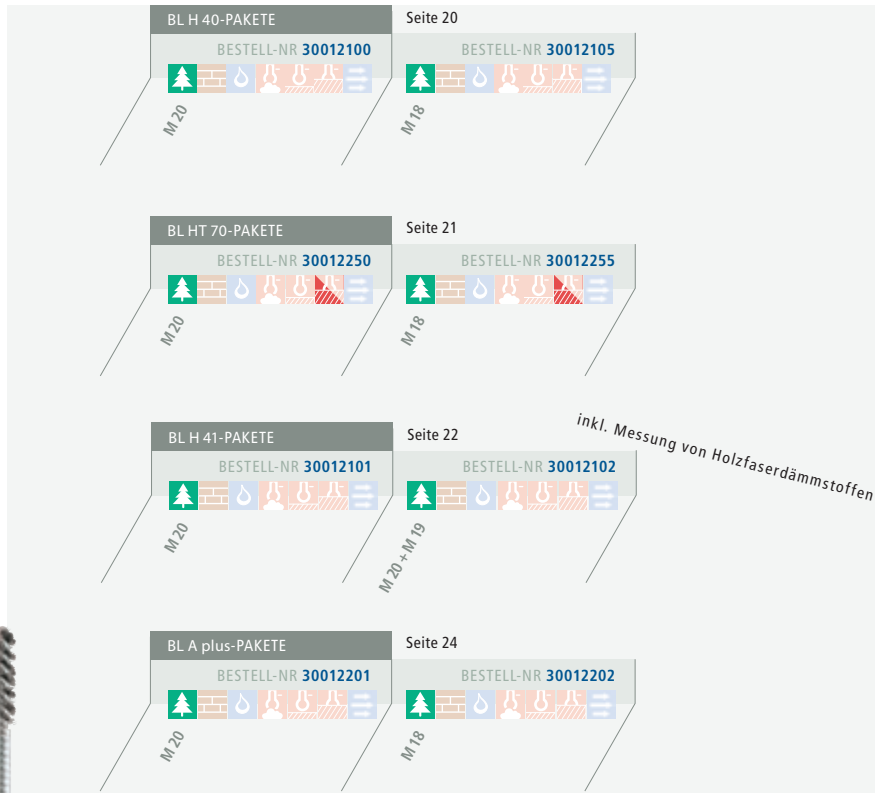 BL H 40-PAKETE Seite 20
BESTELL-NR 30012100 BESTELL-NR 30012105
M 20 M 18
BL HT 70-PAKETE Seite 21
BESTELL-NR 30012250 BESTELL-NR 30012255
M 20 M 18
inkl. Messung von Holzfaserdämmstoffen
BL H 41-PAKETE Seite 22
BESTELL-NR 30012101 BESTELL-NR 30012102
M 20 M 20 + M 19
BL A plus-PAKETE Seite 24
BESTELL-NR 30012201 BESTELL-NR 30012202
M 20 M 18